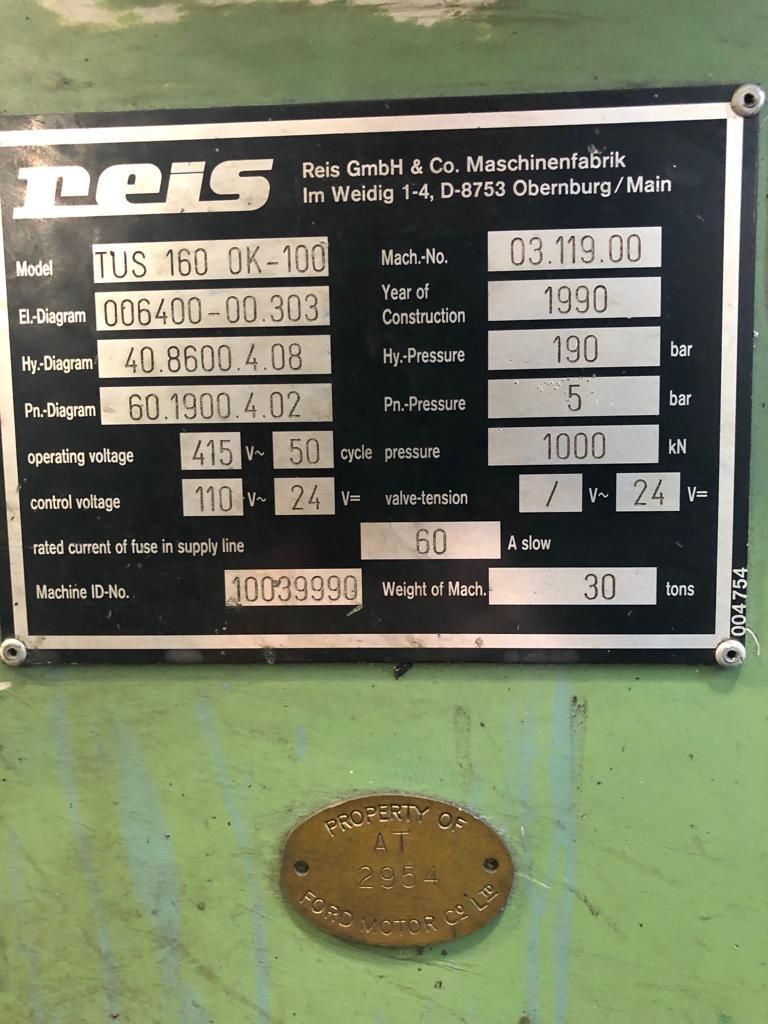 reis
Reis GmbH & Co. Maschinenfabrik
Im Weidig 1-4, D-8753 Obernburg/Main
Model TUS 160 OK-100 Mach.-No. 03.119.00
El.-Diagram 006400-00.303 Year of Construction 1990
Hy.-Diagram 40.8600.4.08 Hy.-Pressure 190 bar
Pn.-Diagram 60.1900.4.02 Pn.-Pressure 5 bar
operating voltage 415 V~ 50 cycle pressure 1000 kN
control voltage 110 V~ 24 V= valve-tension / V~ 24 V=
rated current of fuse in supply line 60 A slow
Machine ID-No. 10039990 Weight of Mach. 30 tons
004754
PROPERTY OF
AT
2954
FORD MOTOR Co LTD